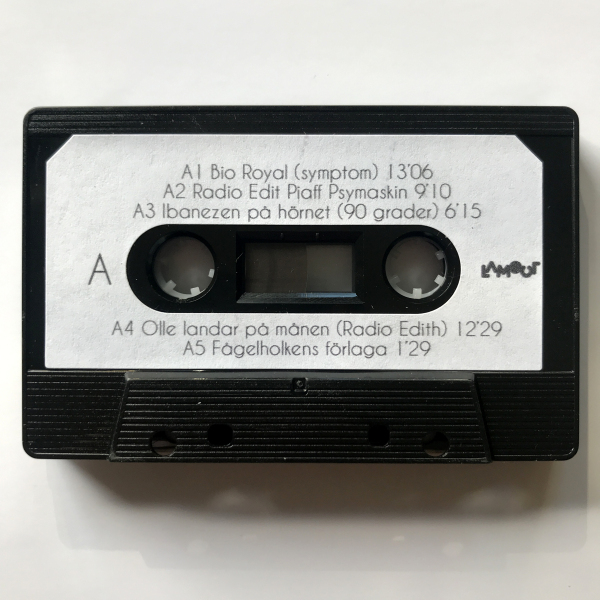 A1 Bio Royal (symptom) 13'06
A2 Radio Edit Piaff Psymaskin 9'10
A3 Ibanezen på hörnet (90 grader) 6'15
A
LAMOUR
A4 Olle landar på månen (Radio Edith) 12'29
A5 Fågelholkens förlaga 1'29